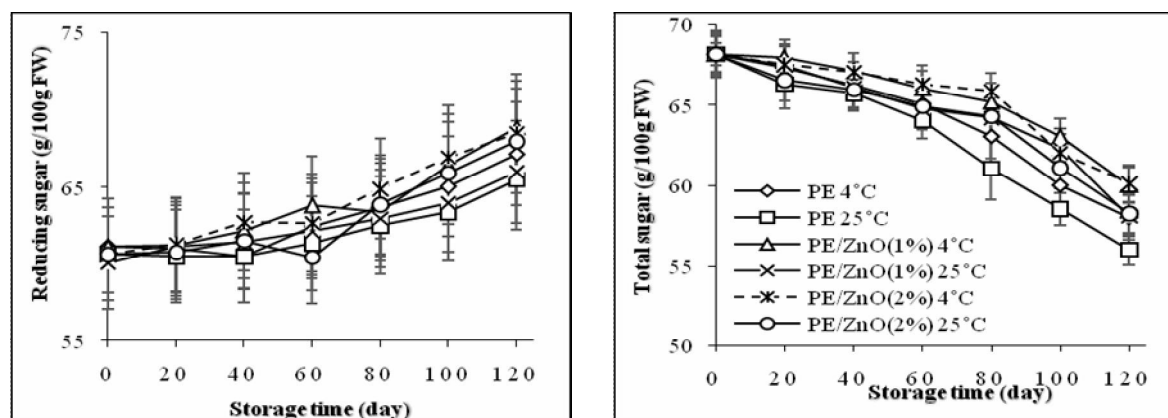 75
65
55
Reducing sugar (g/100g FW)
0 20 40 60 80 100 120
Storage time (day)
70
65
60
55
50
Total sugar (g/100g FW)
PE 4˚C
PE 25˚C
PE/ZnO(1%) 4˚C
PE/ZnO(1%) 25˚C
PE/ZnO(2%) 4˚C
PE/ZnO(2%) 25˚C
0 20 40 60 80 100 120
Storage time (day)